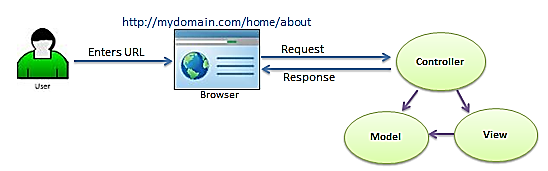 http://mydomain.com/home/about
Enters URL
Request
Response
Controller
User
Browser
Model
View